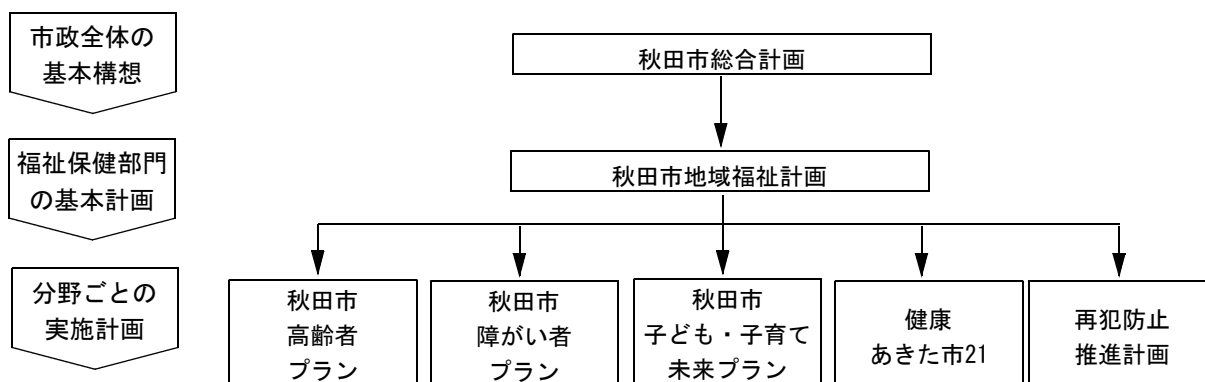 市政全体の
基本構想
秋田市総合計画
福祉保健部門
の基本計画
秋田市地域福祉計画
分野ごとの
実施計画
秋田市
高齢者
プラン
秋田市
障がい者
プラン
秋田市
子ども・子育て
未来プラン
健康
あきた市21
再犯防止
推進計画